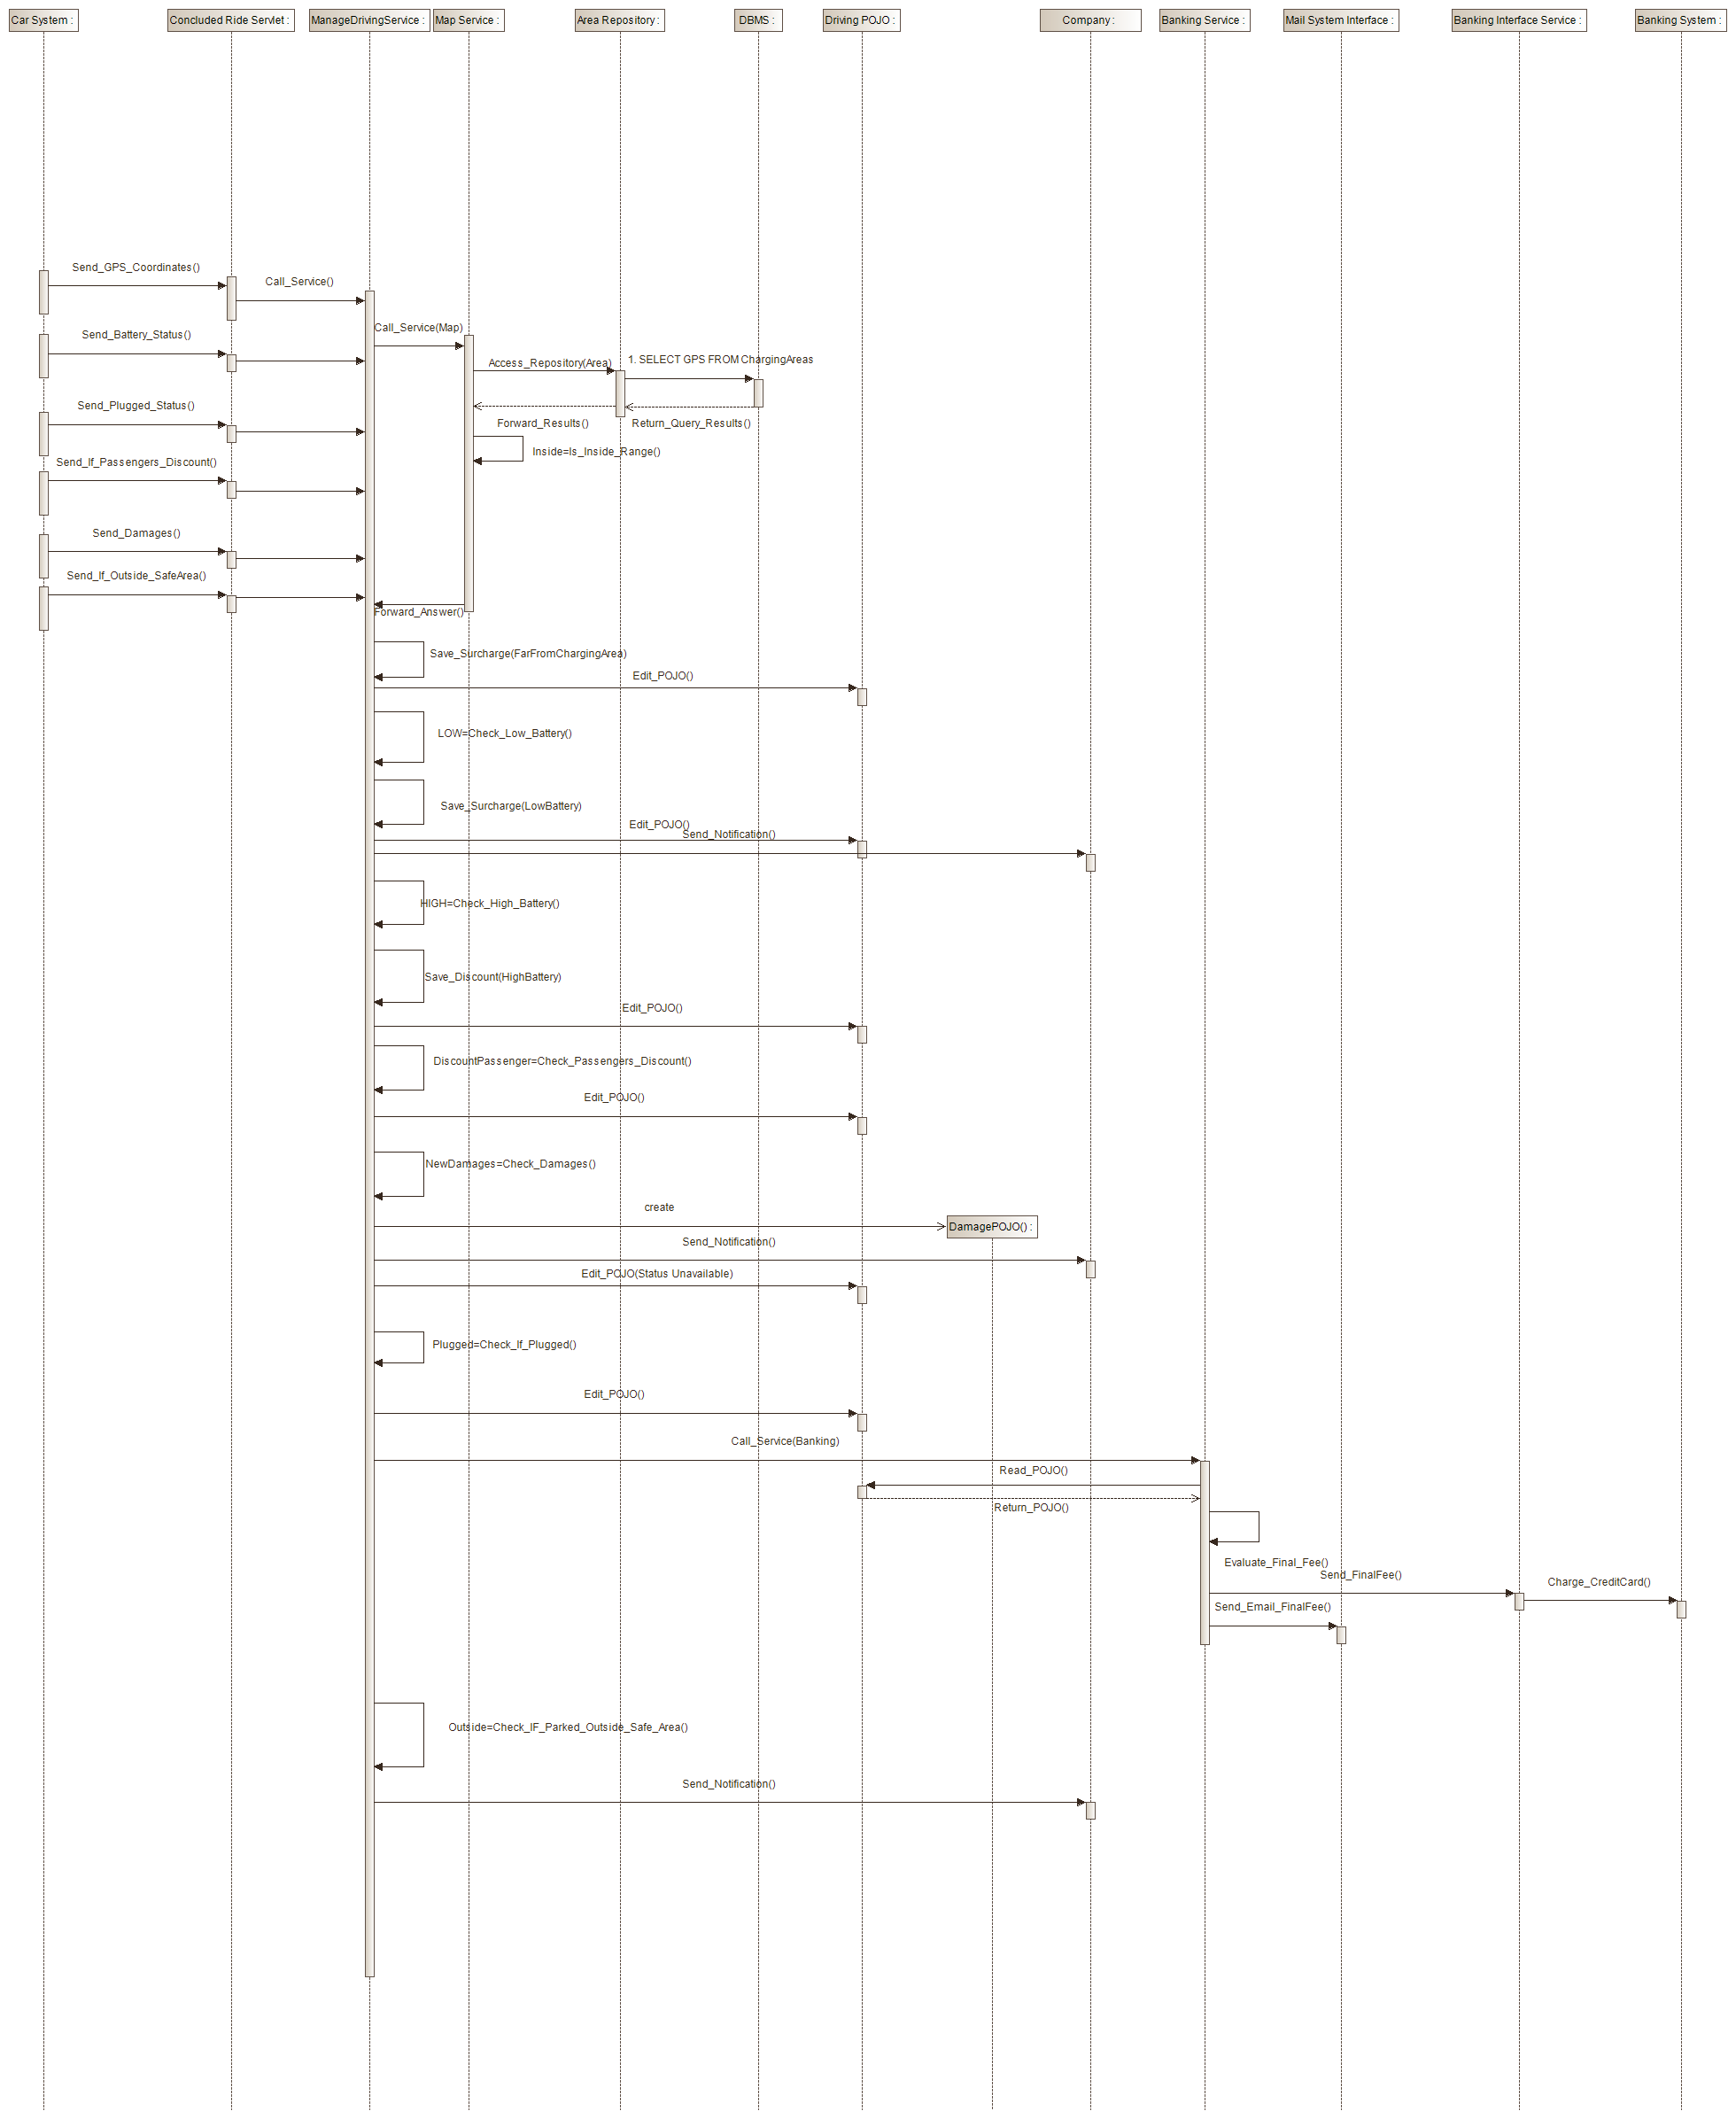 Car System :
Concluded Ride Servlet :
ManageDrivingService :
Map Service :
Area Repository :
DBMS :
Driving POJO :
Company :
Banking Service :
Mail System Interface :
Banking Interface Service :
Banking System :
Send_GPS_Coordinates()
Call_Service()
Call_Service(Map)
Send_Battery_Status()
Access_Repository(Area)
1. SELECT GPS FROM ChargingAreas
Send_Plugged_Status()
Forward_Results()
Return_Query_Results()
Inside=Is_Inside_Range()
Send_If_Passengers_Discount()
Send_Damages()
Send_If_Outside_SafeArea()
Forward_Answer()
Save_Surcharge(FarFromChargingArea)
Edit_POJO()
LOW=Check_Low_Battery()
Save_Surcharge(LowBattery)
Edit_POJO()
Send_Notification()
HIGH=Check_High_Battery()
Save_Discount(HighBattery)
Edit_POJO()
DiscountPassenger=Check_Passengers_Discount()
Edit_POJO()
NewDamages=Check_Damages()
create
DamagePOJO() :
Send_Notification()
Edit_POJO(Status Unavailable)
Plugged=Check_If_Plugged()
Edit_POJO()
Call_Service(Banking)
Read_POJO()
Return_POJO()
Evaluate_Final_Fee()
Send_FinalFee()
Charge_CreditCard()
Send_Email_FinalFee()
Outside=Check_IF_Parked_Outside_Safe_Area()
Send_Notification()